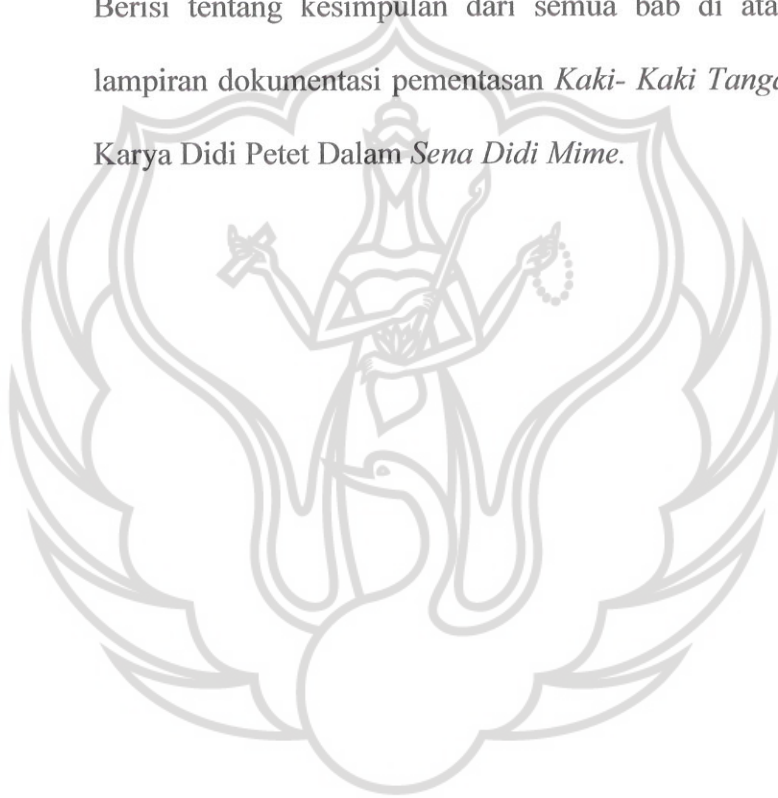 Berisi tentang kesimpulan dari semua bab di
lampiran dokumentasi pementasan Kaki- Kaki
Karya Didi Petet Dalam Sena Didi Mime.